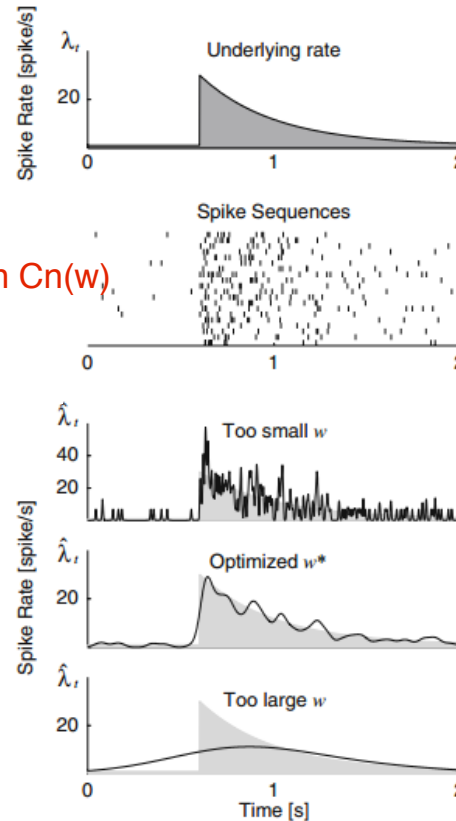 λt
Underlying rate
Spike Rate [spike/s]
20
0 1 2
Spike Sequences
n Cn(w)
0 1 2
λ̂t
Too small w
40
20
λ̂t
Optimized w*
Spike Rate [spike/s]
20
λ̂t
Too large w
20
0 1 2
Time [s]